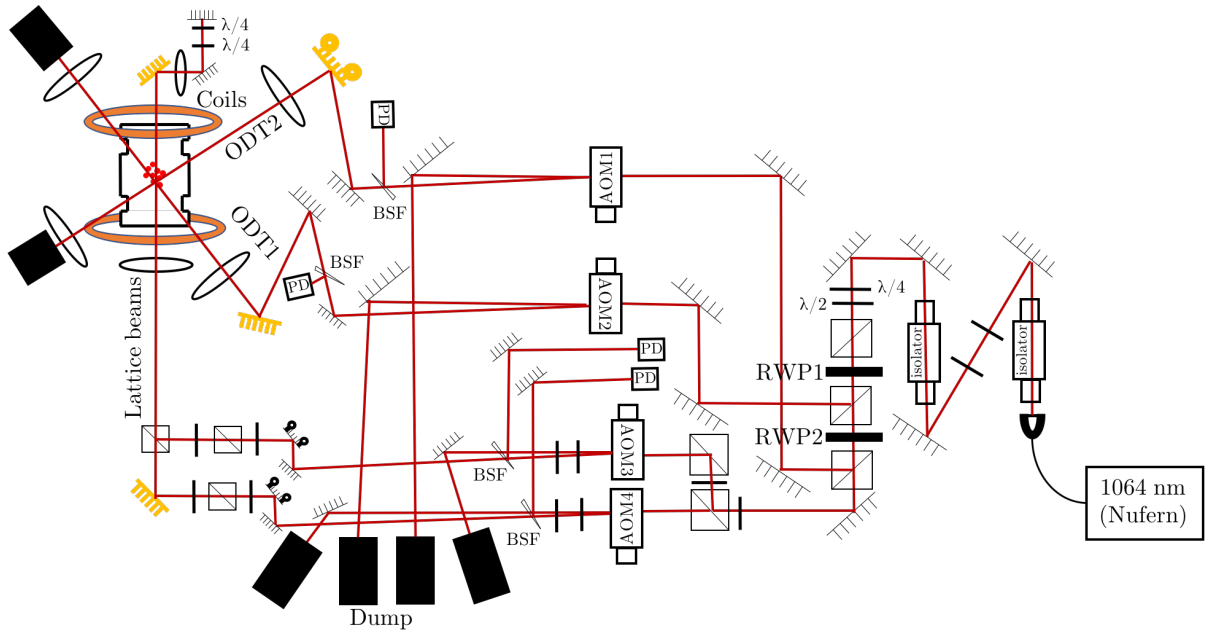 λ/4
λ/4
Coils
ODT2
PD
BSF
AOM1
ODT1
BSF
PD
AOM2
λ/4
λ/2
isolator
isolator
Lattice beams
PD
PD
RWP1
RWP2
BSF
AOM3
AOM4
BSF
1064 nm
(Nufern)
Dump